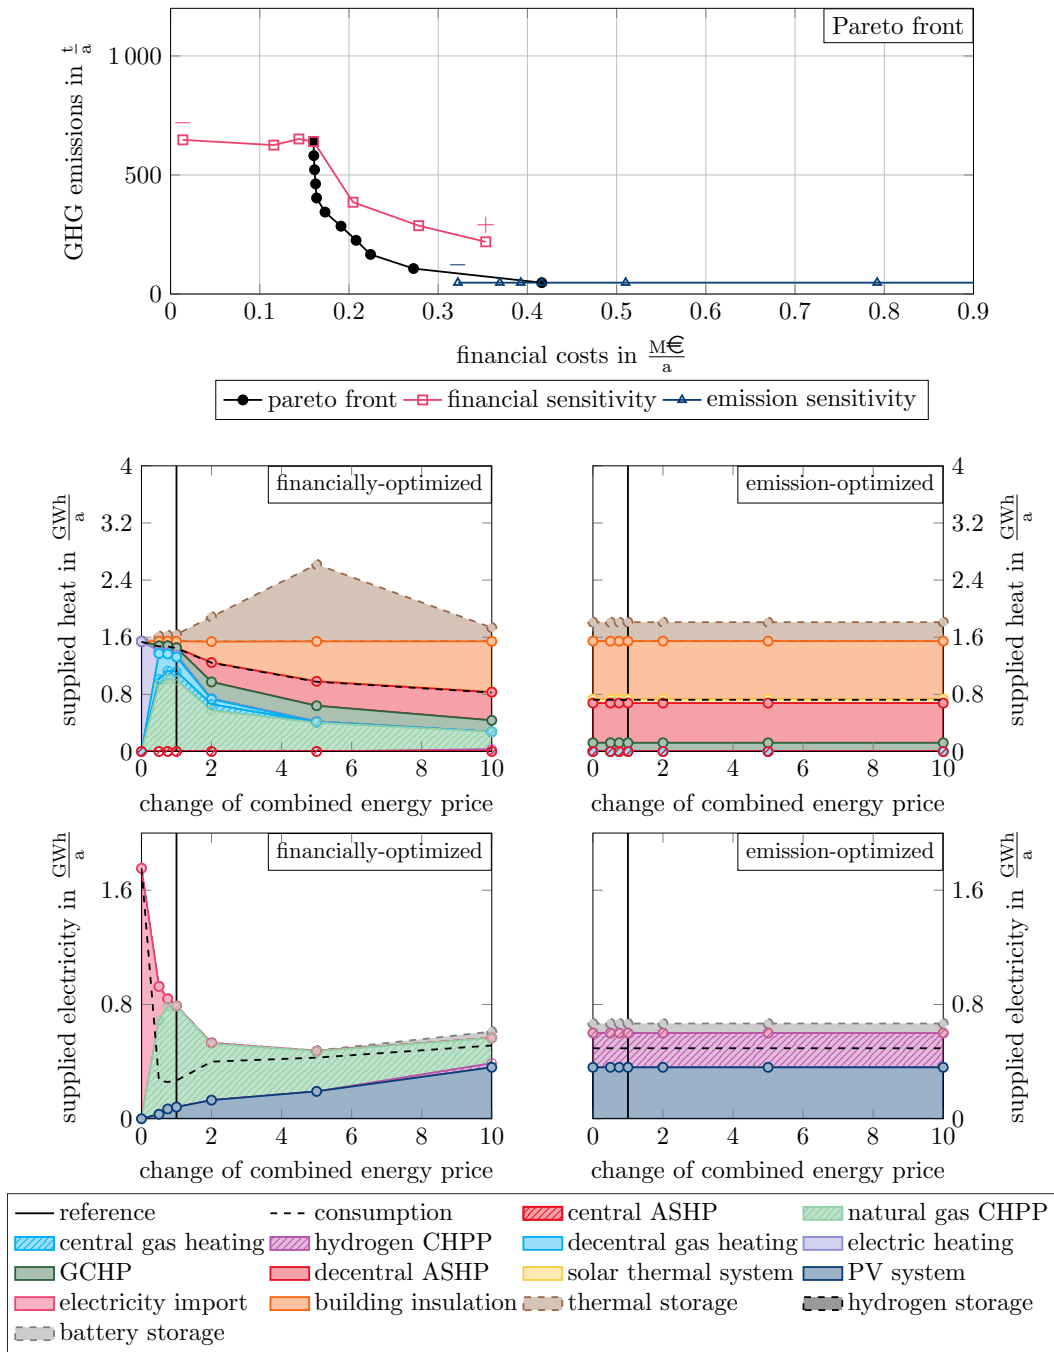 Pareto front
1 000
500
0
GHG emissions in t/a
− + −
0 0.1 0.2 0.3 0.4 0.5 0.6 0.7 0.8 0.9
financial costs in M€/a
pareto front financial sensitivity emission sensitivity
financially-optimized
4
3.2
2.4
1.6
0.8
0
supplied heat in GWh/a
0 2 4 6 8 10
change of combined energy price
emission-optimized
4
3.2
2.4
1.6
0.8
0
supplied heat in GWh/a
0 2 4 6 8 10
change of combined energy price
financially-optimized
1.6
0.8
0
supplied electricity in GWh/a
0 2 4 6 8 10
change of combined energy price
emission-optimized
1.6
0.8
0
supplied electricity in GWh/a
0 2 4 6 8 10
change of combined energy price
reference consumption central ASHP natural gas CHPP
central gas heating hydrogen CHPP decentral gas heating electric heating
GCHP decentral ASHP solar thermal system PV system
electricity import building insulation thermal storage hydrogen storage
battery storage